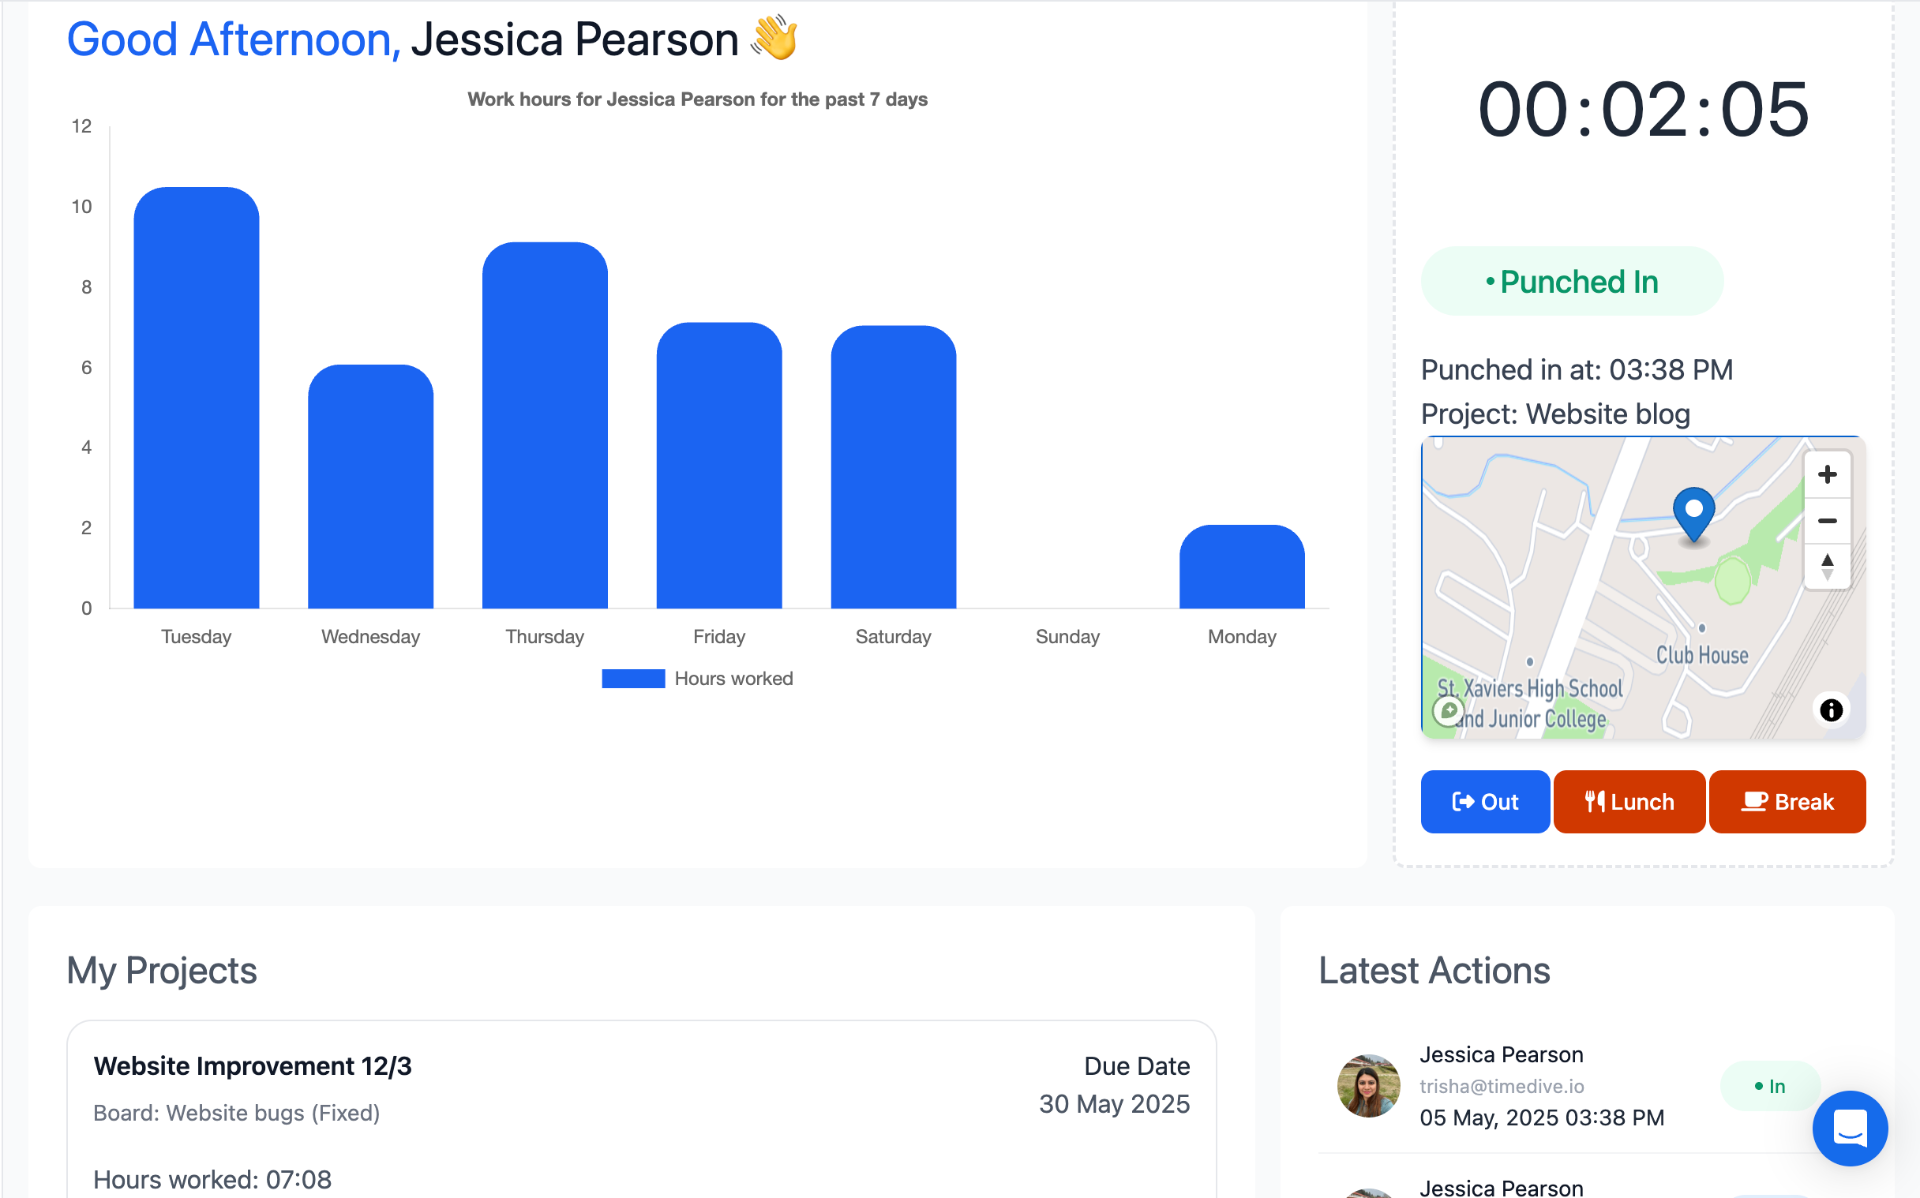 Good Afternoon, Jessica Pearson 👋
Work hours for Jessica Pearson for the past 7 days
12
10
8
6
4
2
0
Tuesday
Wednesday
Thursday
Friday
Saturday
Sunday
Monday
Hours worked
00:02:05
• Punched In
Punched in at: 03:38 PM
Project: Website blog
Club House
St. Xaviers High School
and Junior College
Out
Lunch
Break
My Projects
Website Improvement 12/3
Board: Website bugs (Fixed)
Due Date
30 May 2025
Hours worked: 07:08
Latest Actions
Jessica Pearson
trisha@timedive.io
05 May, 2025 03:38 PM
• In
Jessica Pearson